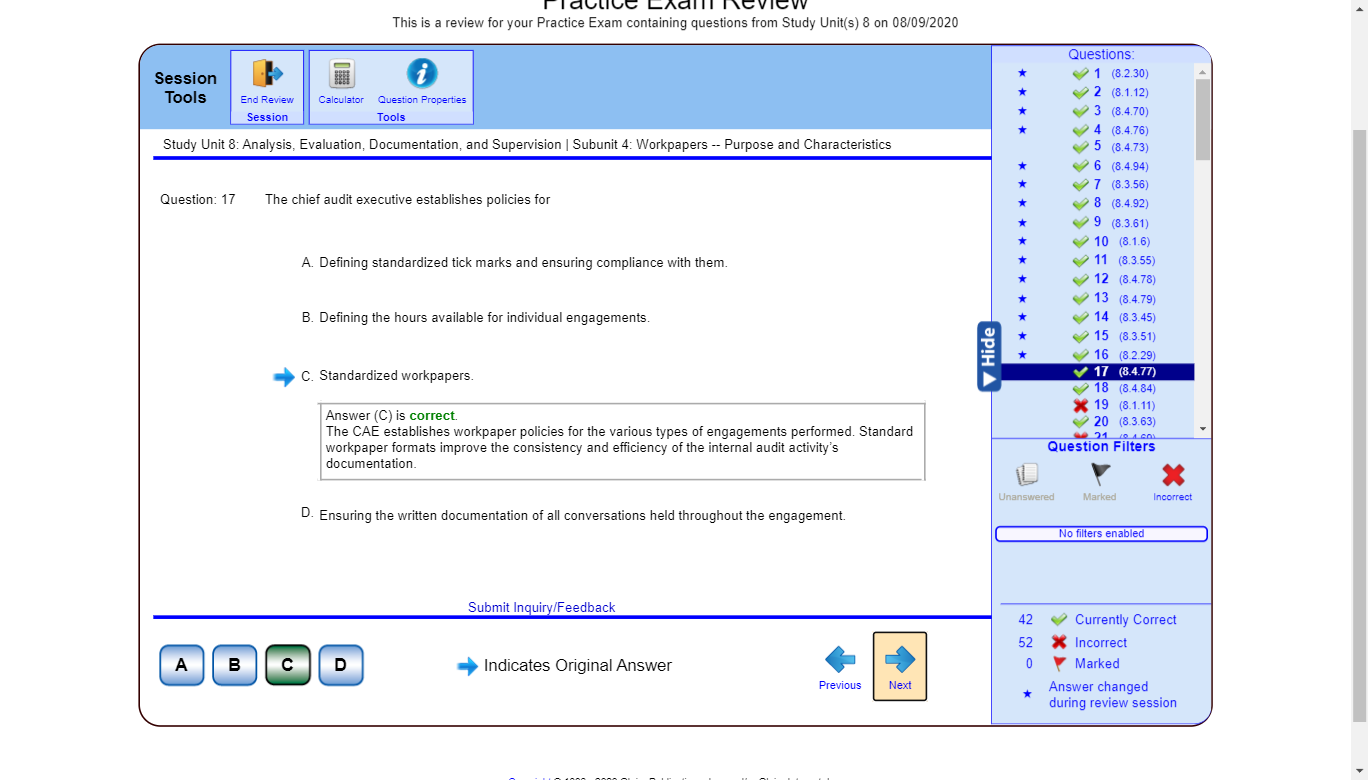 Practice Exam Review
This is a review for your Practice Exam containing questions from Study Unit(s) 8 on 08/09/2020
Session
Tools
End Review
Session
Calculator
Question Properties
Tools
Study Unit 8: Analysis, Evaluation, Documentation, and Supervision | Subunit 4: Workpapers -- Purpose and Characteristics
Question: 17 The chief audit executive establishes policies for
A. Defining standardized tick marks and ensuring compliance with them.
B. Defining the hours available for individual engagements.
C. Standardized workpapers.
Answer (C) is correct.
The CAE establishes workpaper policies for the various types of engagements performed. Standard
workpaper formats improve the consistency and efficiency of the internal audit activity's
documentation.
D. Ensuring the written documentation of all conversations held throughout the engagement.
Submit Inquiry/Feedback
A B C D
Indicates Original Answer
Previous
Next
Hide
Questions:
1 (8.2.30)
2 (8.1.12)
3 (8.4.70)
4 (8.4.76)
5 (8.4.73)
6 (8.4.94)
7 (8.3.56)
8 (8.4.92)
9 (8.3.61)
10 (8.1.6)
11 (8.3.55)
12 (8.4.78)
13 (8.4.79)
14 (8.3.45)
15 (8.3.51)
16 (8.2.29)
17 (8.4.77)
18 (8.4.84)
19 (8.1.11)
20 (8.3.63)
21 (8.4.69)
Question Filters
Unanswered
Marked
Incorrect
No filters enabled
42 Currently Correct
52 Incorrect
0 Marked
Answer changed
during review session